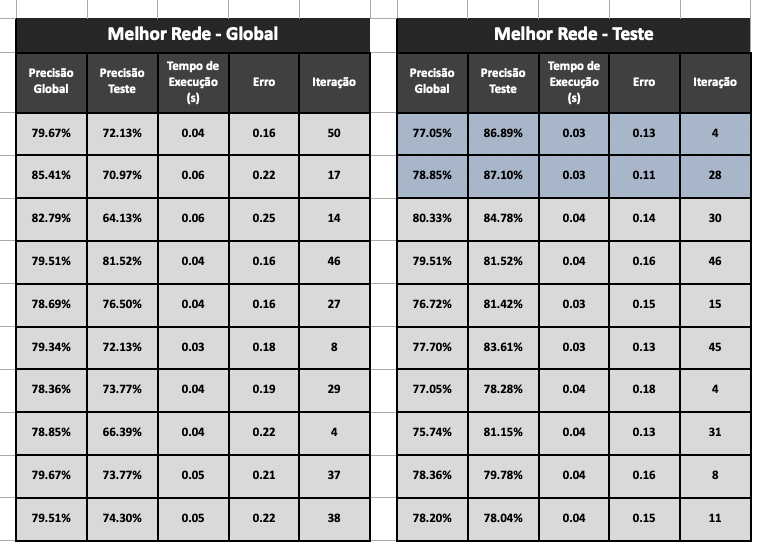 Melhor Rede - Global
Precisão Global Precisão Teste Tempo de Execução (s) Erro Iteração
79.67% 72.13% 0.04 0.16 50
85.41% 70.97% 0.06 0.22 17
82.79% 64.13% 0.06 0.25 14
79.51% 81.52% 0.04 0.16 46
78.69% 76.50% 0.04 0.16 27
79.34% 72.13% 0.03 0.18 8
78.36% 73.77% 0.04 0.19 29
78.85% 66.39% 0.04 0.22 4
79.67% 73.77% 0.05 0.21 37
79.51% 74.30% 0.05 0.22 38
Melhor Rede - Teste
Precisão Global Precisão Teste Tempo de Execução (s) Erro Iteração
77.05% 86.89% 0.03 0.13 4
78.85% 87.10% 0.03 0.11 28
80.33% 84.78% 0.04 0.14 30
79.51% 81.52% 0.04 0.16 46
76.72% 81.42% 0.03 0.15 15
77.70% 83.61% 0.03 0.13 45
77.05% 78.28% 0.04 0.18 4
75.74% 81.15% 0.04 0.13 31
78.36% 79.78% 0.04 0.16 8
78.20% 78.04% 0.04 0.15 11